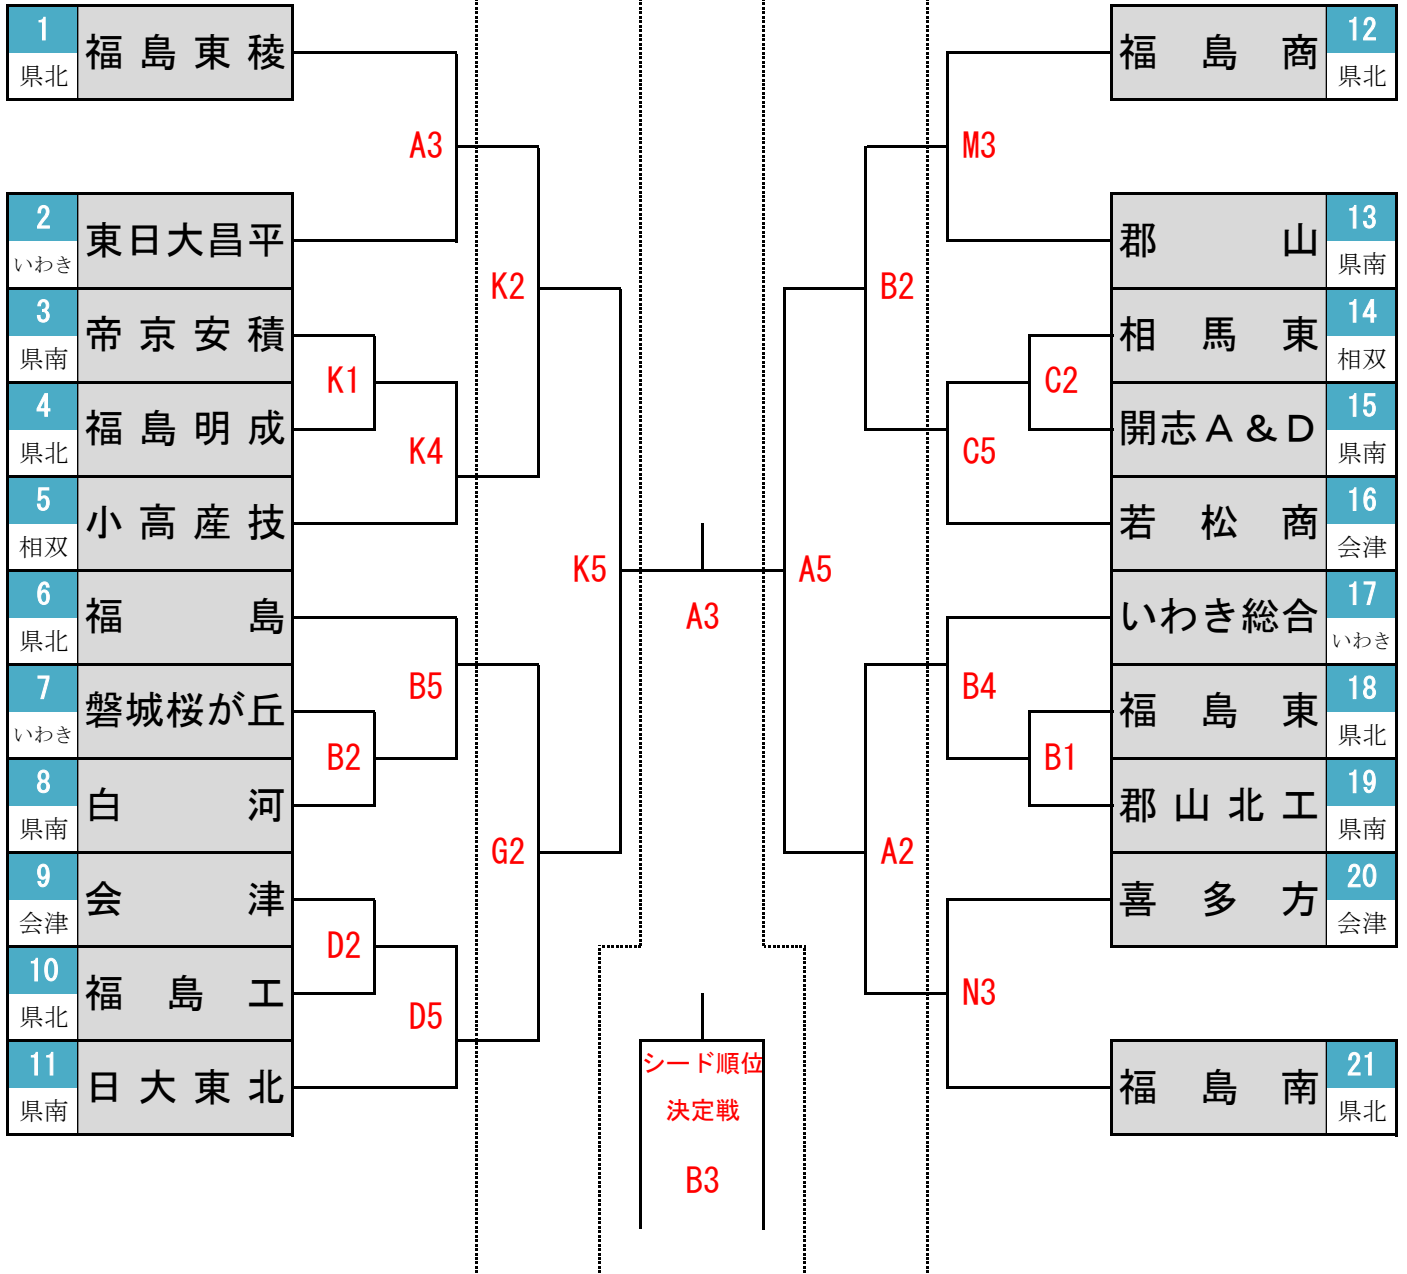 1
県北
福島東稜
2
いわき
東日大昌平
3
県南
帝京安積
4
県北
福島明成
5
相双
小高産技
6
県北
福島
7
いわき
磐城桜が丘
8
県南
白河
9
会津
会津
10
県北
福島工
11
県南
日大東北
A3
K1
K4
B5
B2
D2
D5
K2
G2
K5
A3
シード順位
決定戦
B3
A5
B2
A2
M3
C2
C5
B4
B1
N3
福島商
12
県北
郡山
13
県南
相馬東
14
相双
開志A&D
15
県南
若松商
16
会津
いわき総合
17
いわき
福島東
18
県北
郡山北工
19
県南
喜多方
20
会津
福島南
21
県北